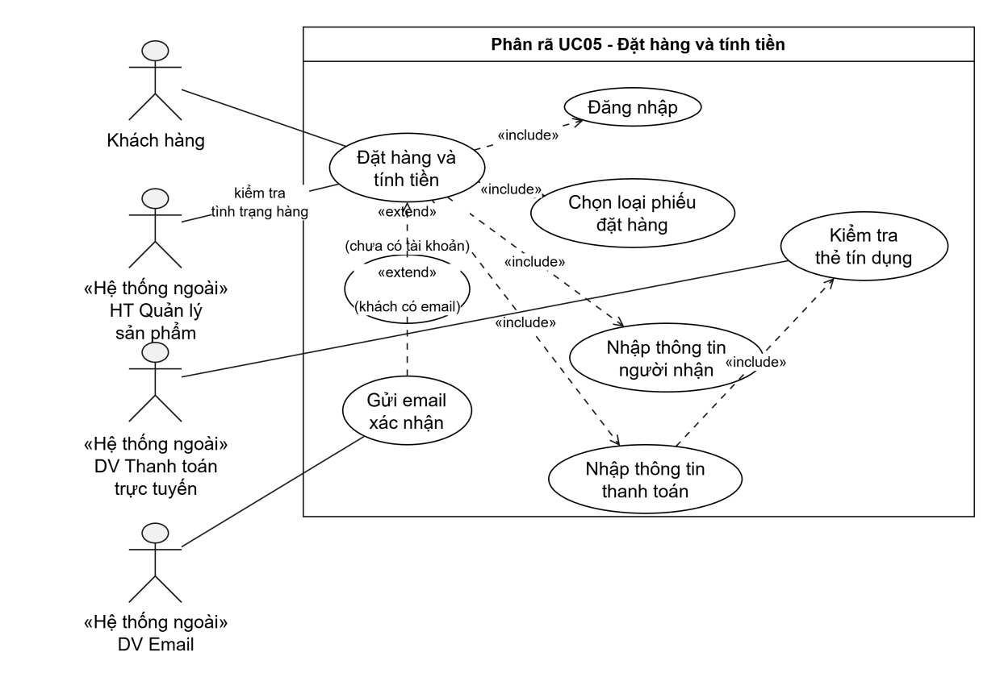 Phân rã UC05 - Đặt hàng và tính tiền
Khách hàng
Đăng nhập
«include»
Đặt hàng và
tính tiền
kiểm tra
tình trạng hàng
«include»
Chọn loại phiếu
đặt hàng
«extend»
(chưa có tài khoản)
Kiểm tra
thẻ tín dụng
«include»
«extend»
(khách có email)
«Hệ thống ngoài»
HT Quản lý
sản phẩm
«include»
Nhập thông tin
người nhận
«include»
Gửi email
xác nhận
«Hệ thống ngoài»
DV Thanh toán
trực tuyến
Nhập thông tin
thanh toán
«Hệ thống ngoài»
DV Email